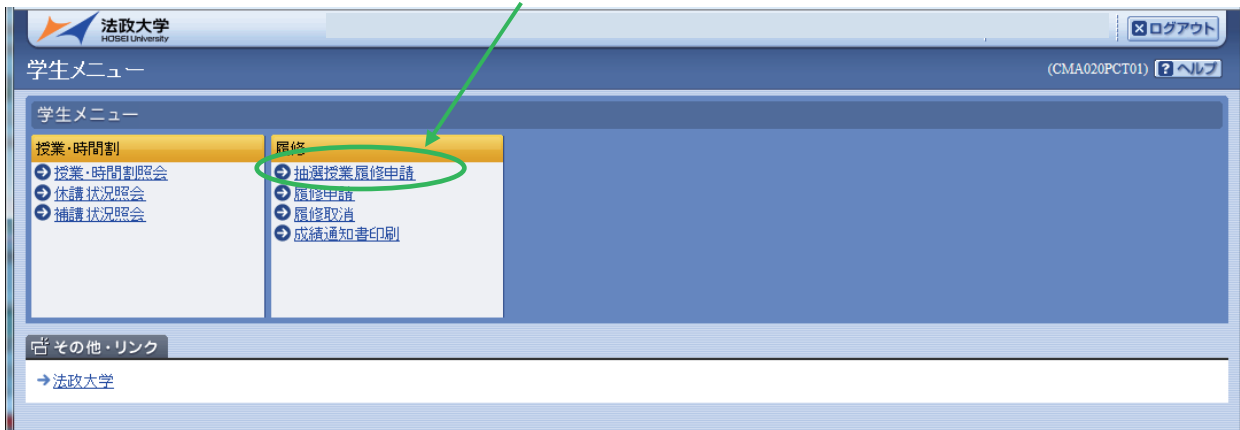 法政大学
HOSEI University
ログアウト
学生メニュー
(CMA020PCT01) ? ヘルプ
学生メニュー
授業・時間割
授業・時間割照会
休講状況照会
補講状況照会
履修
抽選授業履修申請
履修申請
履修取消
成績通知書印刷
その他・リンク
法政大学